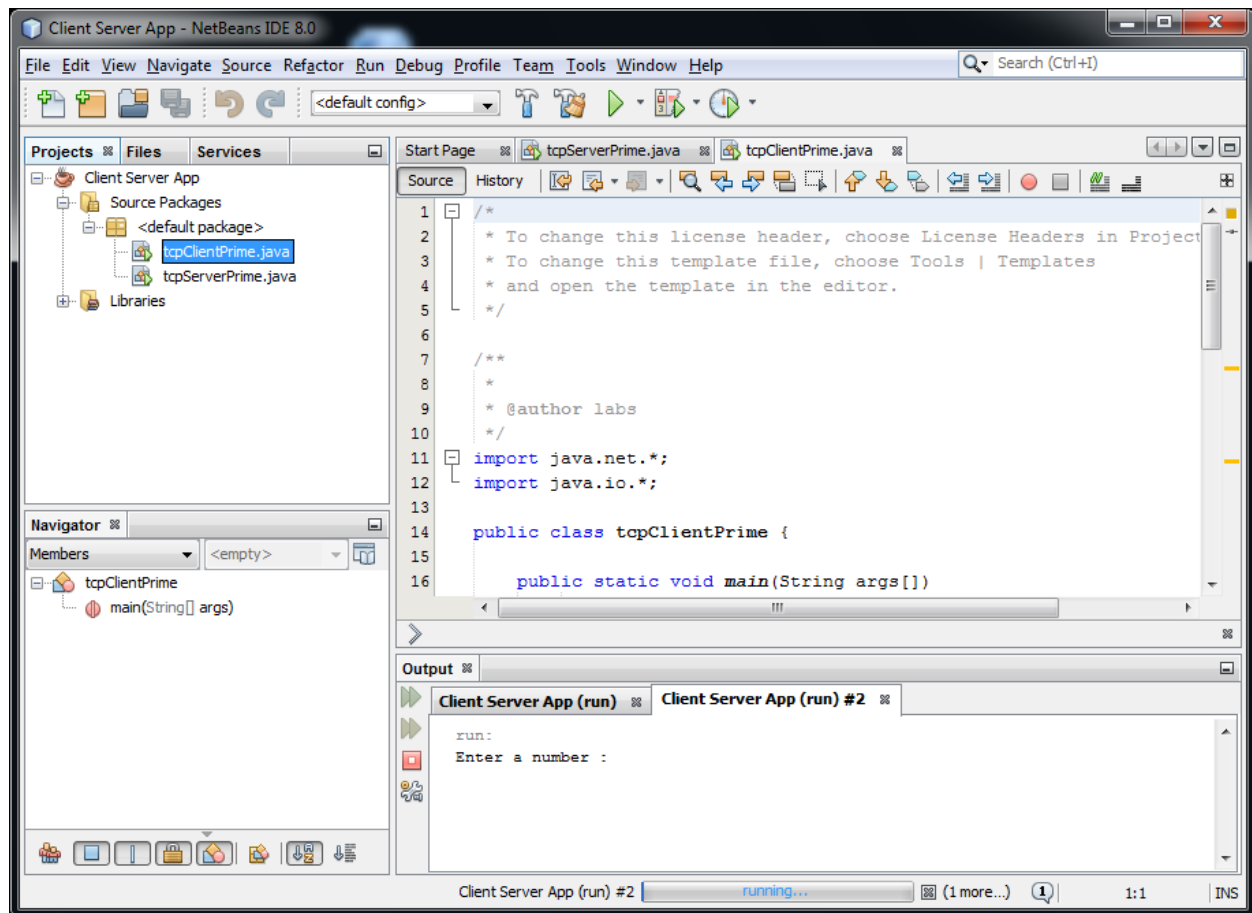 Client Server App - NetBeans IDE 8.0
File Edit View Navigate Source Refactor Run Debug Profile Team Tools Window Help
Search (Ctrl+I)
<default config>
Projects Files Services
Client Server App
Source Packages
<default package>
tcpClientPrime.java
tcpServerPrime.java
Libraries
Start Page tcpServerPrime.java tcpClientPrime.java
Source History
1 /*
2 * To change this license header, choose License Headers in Project
3 * To change this template file, choose Tools | Templates
4 * and open the template in the editor.
5 */
6
7 /**
8 *
9 * @author labs
10 */
11 import java.net.*;
12 import java.io.*;
13
14 public class tcpClientPrime {
15
16 public static void main(String args[])
Navigator
Members <empty>
tcpClientPrime
main(String[] args)
Output
Client Server App (run) Client Server App (run) #2
run:
Enter a number :
Client Server App (run) #2 running... (1 more...) 1 1:1 INS